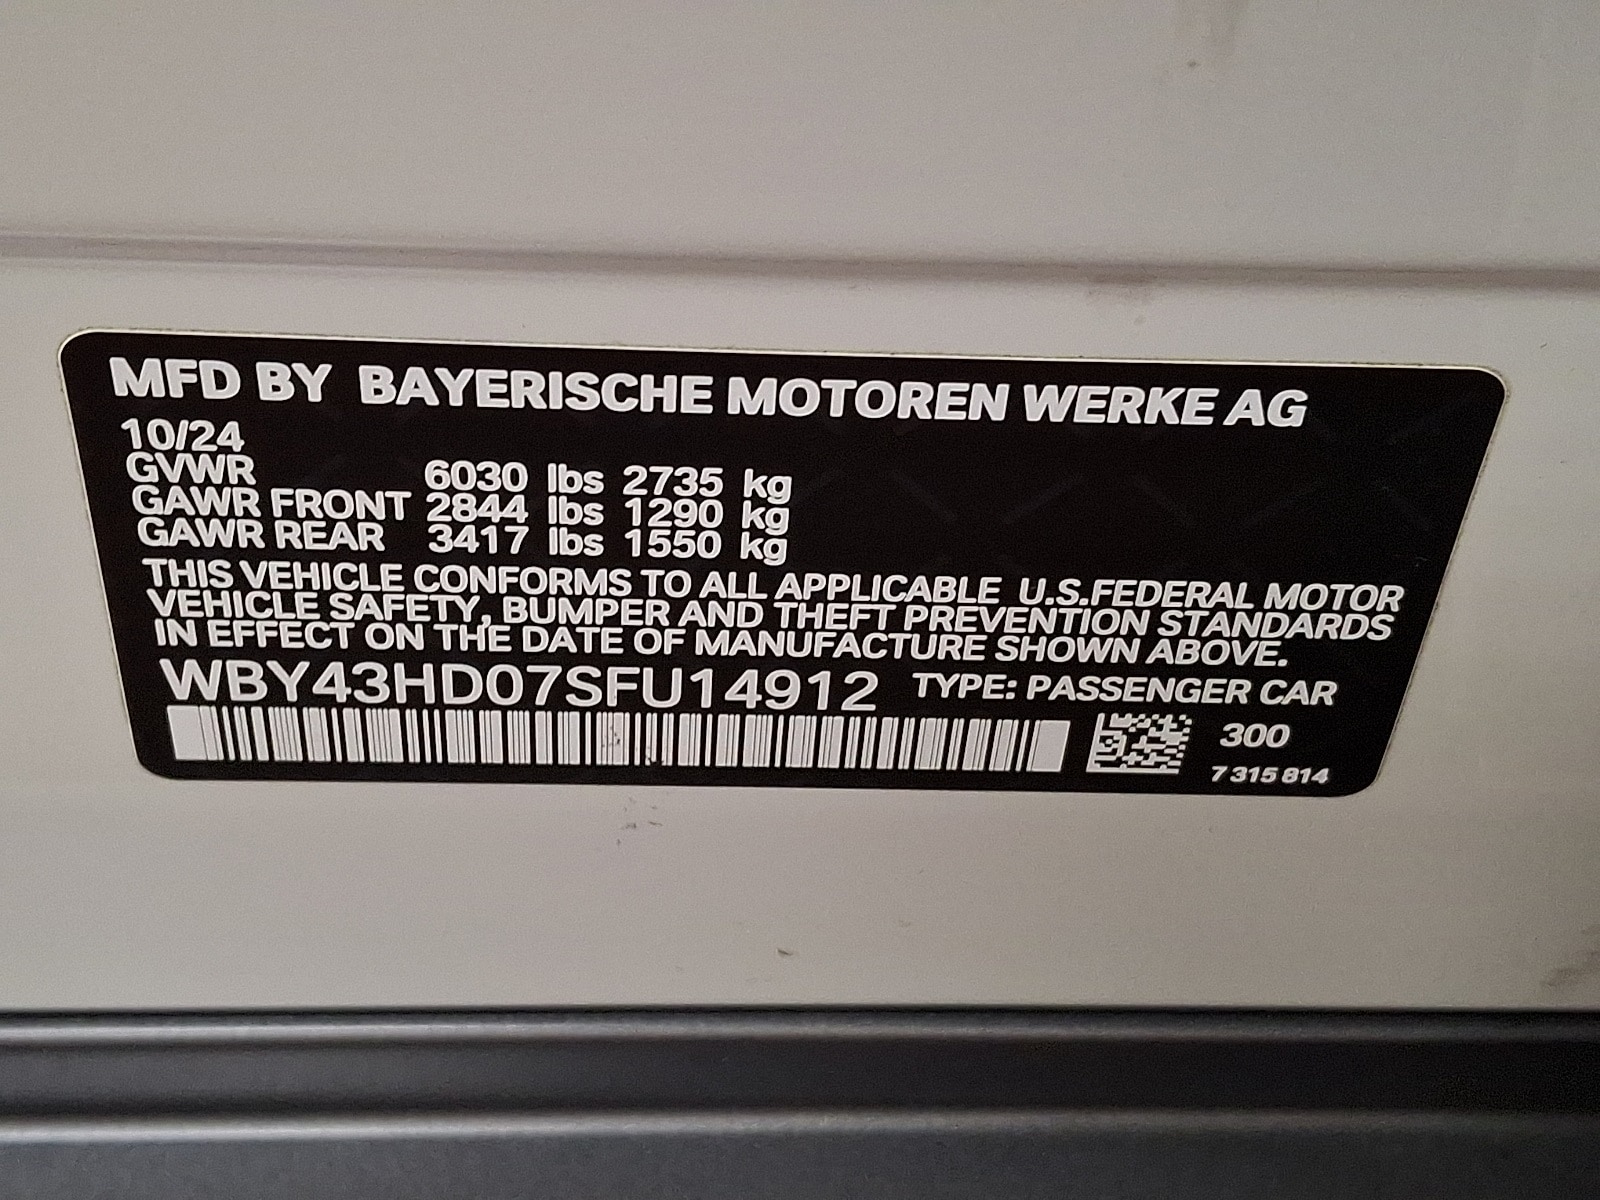 MFD BY BAYERISCHE MOTOREN WERKE AG
10/24
GVWR 6030 lbs 2735 kg
GAWR FRONT 2844 lbs 1290 kg
GAWR REAR 3417 lbs 1550 kg
THIS VEHICLE CONFORMS TO ALL APPLICABLE U.S.FEDERAL MOTOR
VEHICLE SAFETY, BUMPER AND THEFT PREVENTION STANDARDS
IN EFFECT ON THE DATE OF MANUFACTURE SHOWN ABOVE.
WBY43HD07SFU14912 TYPE: PASSENGER CAR
300
7 315 814